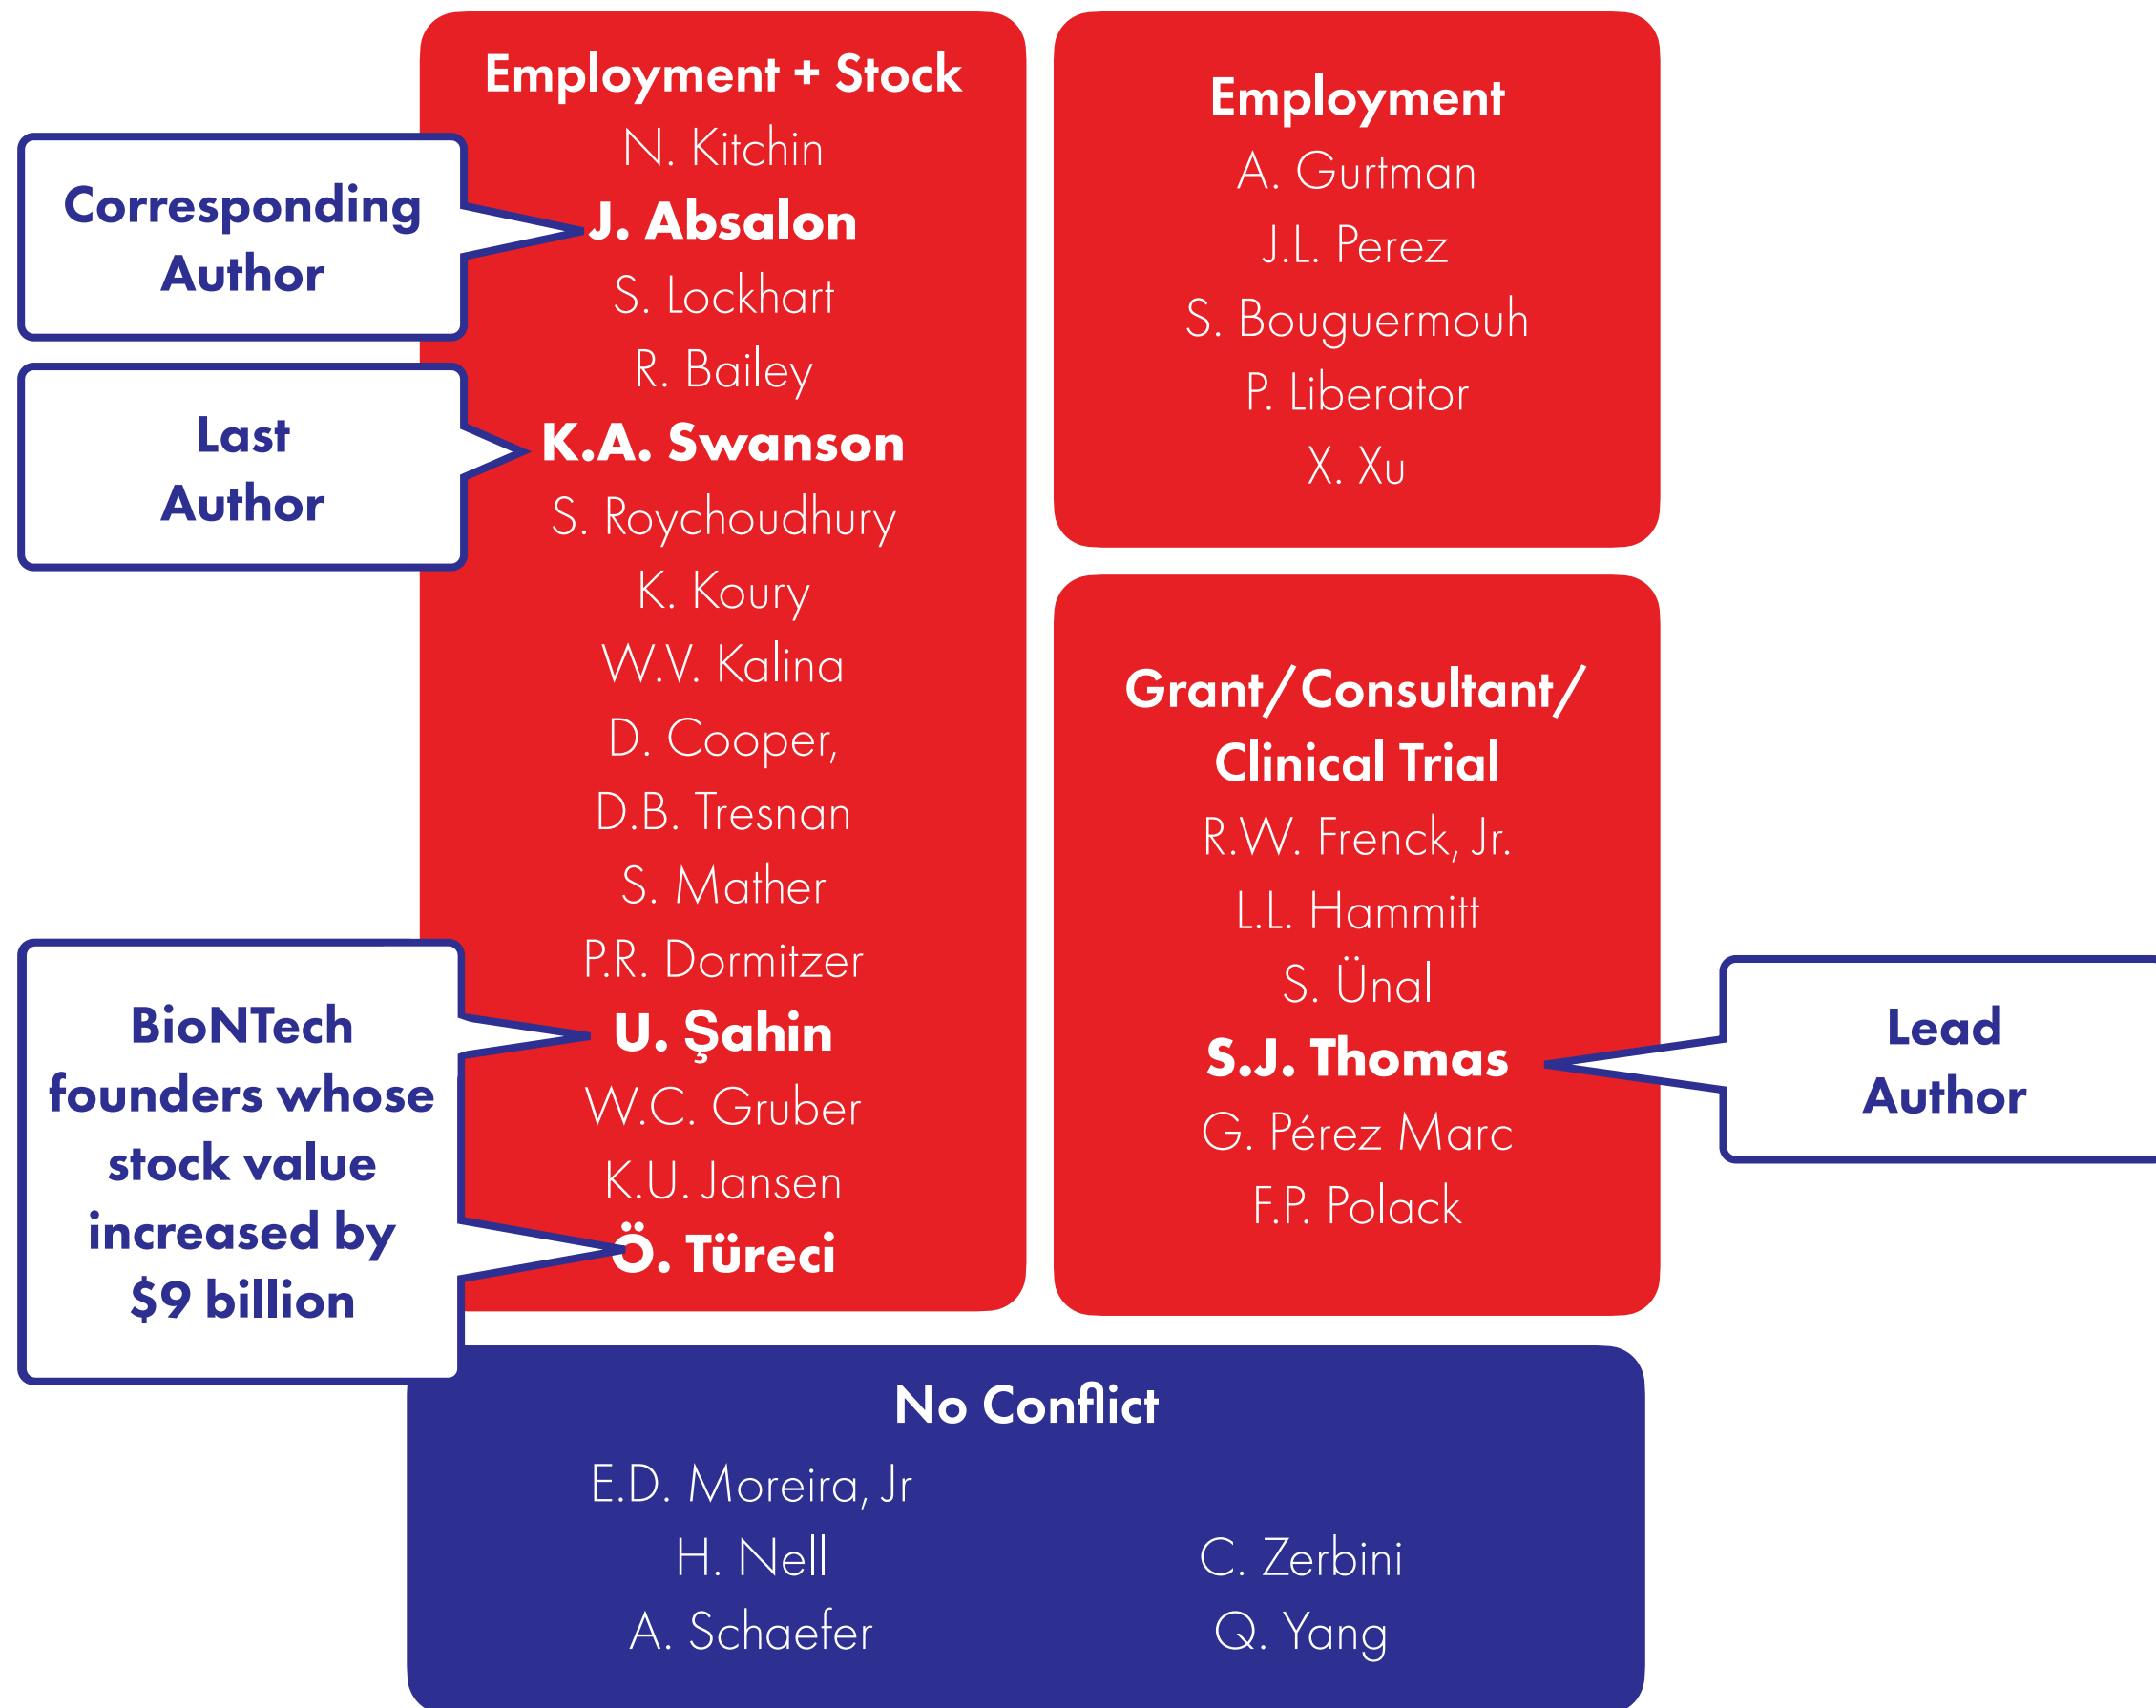 Employment + Stock
N. Kitchin
J. Absalon
S. Lockhart
R. Bailey
K.A. Swanson
S. Roychoudhury
K. Koury
W.V. Kalina
D. Cooper,
D.B. Tresnan
S. Mather
P.R. Dormitzer
U. Şahin
W.C. Gruber
K.U. Jansen
Ö. Türeci
Corresponding
Author
Last
Author
BioNTech
founders whose
stock value
increased by
$9 billion
Employment
A. Gurtman
J.L. Perez
S. Bouguermouh
P. Liberator
X. Xu
Grant/Consultant/
Clinical Trial
R.W. Frenck, Jr.
L.L. Hammitt
S. Ünal
S.J. Thomas
G. Pérez Marc
F.P. Polack
Lead
Author
No Conflict
E.D. Moreira, Jr
H. Nell
A. Schaefer
C. Zerbini
Q. Yang